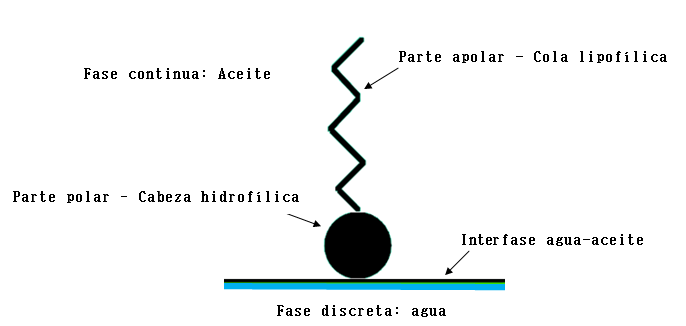 Parte apolar - Cola lipofílica
Fase continua: Aceite
Parte polar - Cabeza hidrofílica
Interfase agua-aceite
Fase discreta: agua